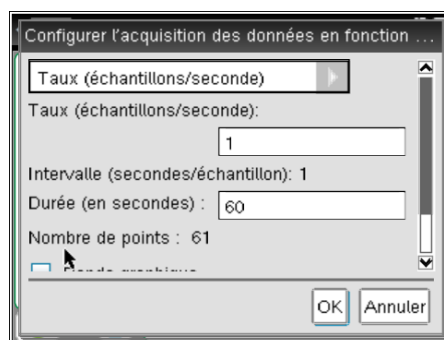 Configurer l'acquisition des données en fonction ...
Taux (échantillons/seconde)
Taux (échantillons/seconde):
1
Intervalle (secondes/échantillon): 1
Durée (en secondes) : 60
Nombre de points : 61
OK Annuler